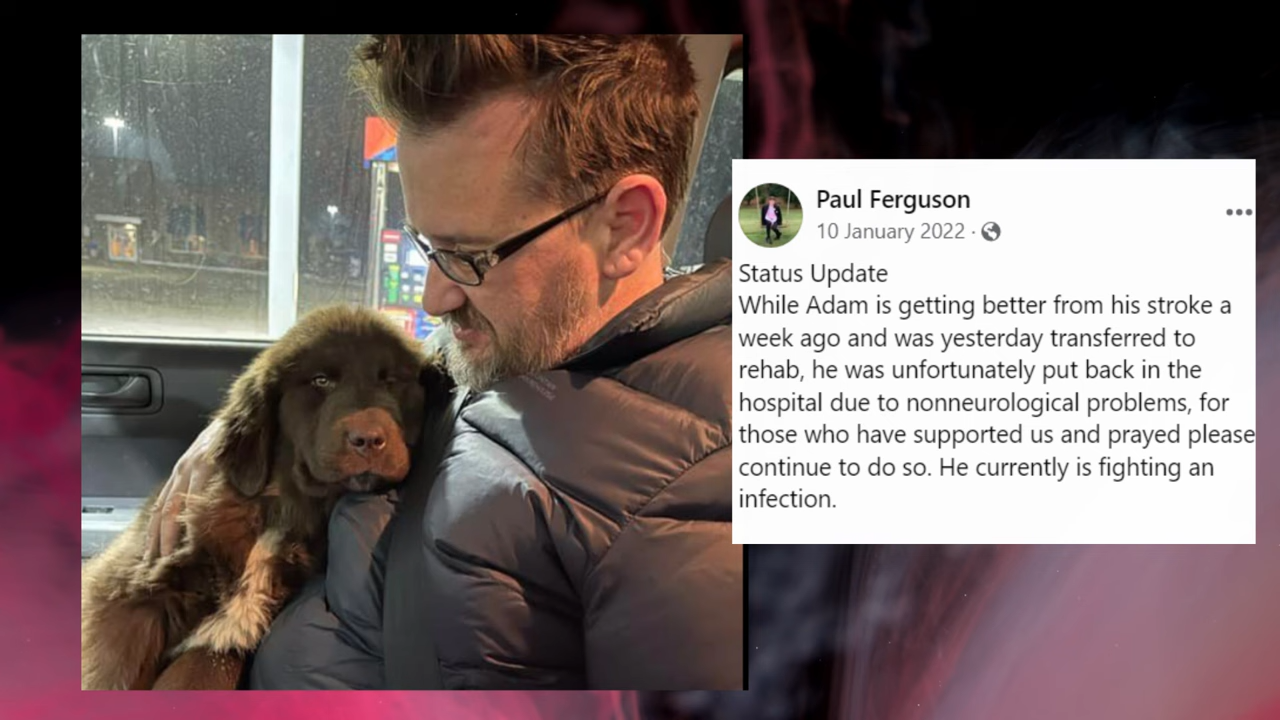 Paul Ferguson
10 January 2022 ·
Status Update
While Adam is getting better from his stroke a
week ago and was yesterday transferred to
rehab, he was unfortunately put back in the
hospital due to nonneurological problems, for
those who have supported us and prayed please
continue to do so. He currently is fighting an
infection.